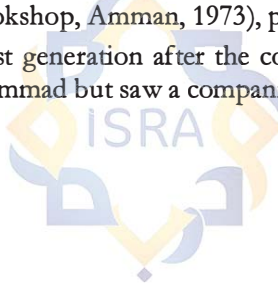 okshop, Amman, 1973), p
st generation after the co
mmad but saw a compan
iSRA